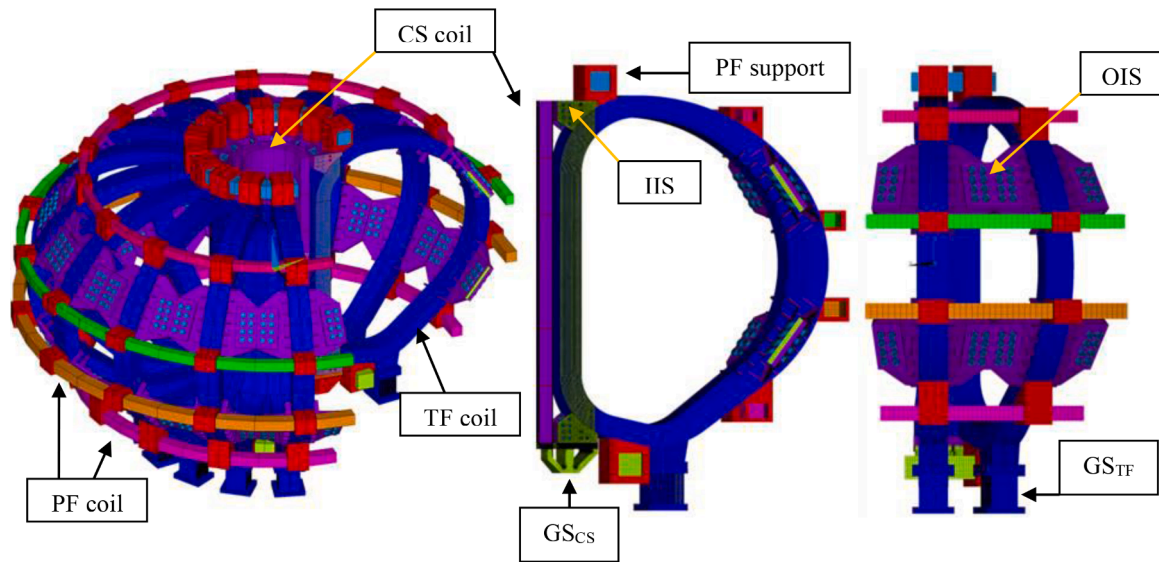 CS coil
PF support
OIS
IIS
TF coil
PF coil
GSCS
GSTF